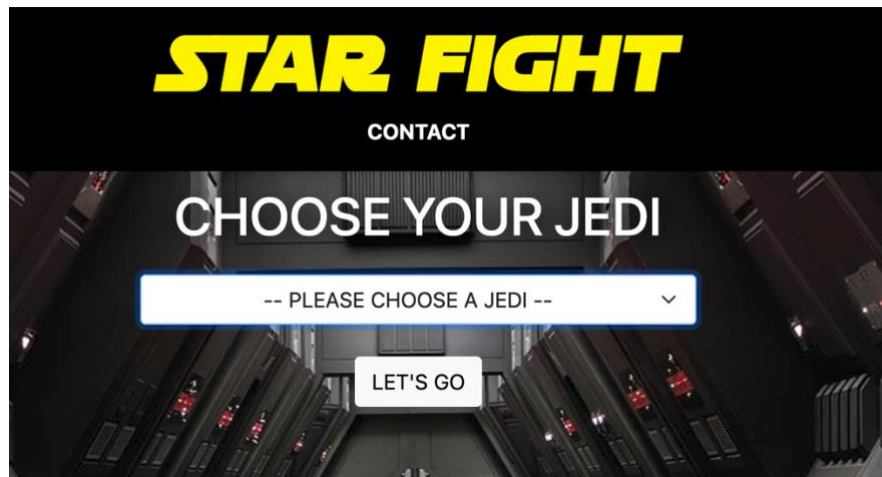 STAR FIGHT
CONTACT
CHOOSE YOUR JEDI
-- PLEASE CHOOSE A JEDI --
LET'S GO